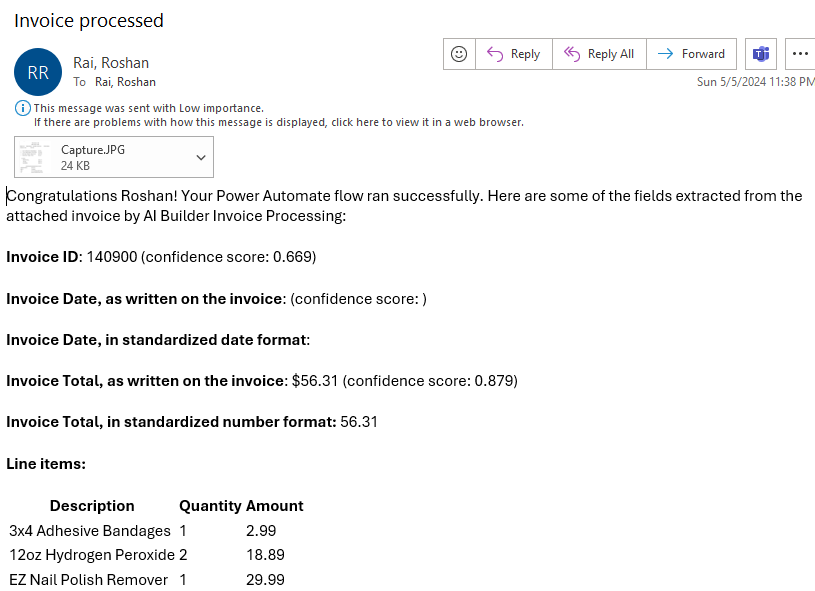 Invoice processed
RR
Rai, Roshan
To Rai, Roshan
Reply
Reply All
Forward
Sun 5/5/2024 11:38 PM
This message was sent with Low importance.
If there are problems with how this message is displayed, click here to view it in a web browser.
Capture.JPG
24 KB
Congratulations Roshan! Your Power Automate flow ran successfully. Here are some of the fields extracted from the
attached invoice by AI Builder Invoice Processing:
Invoice ID: 140900 (confidence score: 0.669)
Invoice Date, as written on the invoice: (confidence score: )
Invoice Date, in standardized date format:
Invoice Total, as written on the invoice: $56.31 (confidence score: 0.879)
Invoice Total, in standardized number format: 56.31
Line items:
Description Quantity Amount
3x4 Adhesive Bandages 1 2.99
12oz Hydrogen Peroxide 2 18.89
EZ Nail Polish Remover 1 29.99